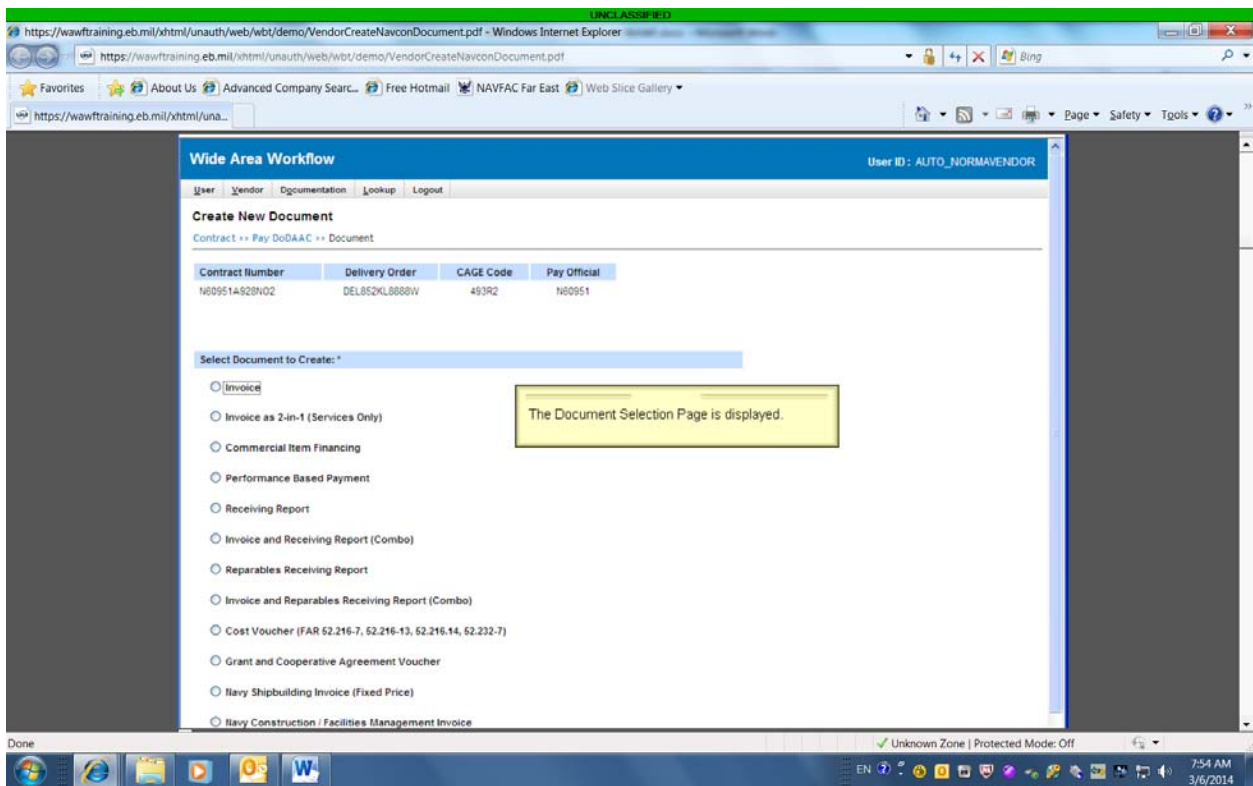 UNCLASSIFIED
https://wawftraining.eb.mil/xhtml/unauth/web/wbt/demo/VendorCreateNavconDocument.pdf - Windows Internet Explorer
https://wawftraining.eb.mil/xhtml/unauth/web/wbt/demo/VendorCreateNavconDocument.pdf
Bing
Favorites About Us Advanced Company Searc... Free Hotmail NAVFAC Far East Web Slice Gallery
https://wawftraining.eb.mil/xhtml/una...
Page Safety Tools
Wide Area Workflow
User ID : AUTO_NORMAVENDOR
User Vendor Documentation Lookup Logout
Create New Document
Contract >> Pay DoDAAC >> Document
Contract Number Delivery Order CAGE Code Pay Official
N60951A928NO2 DEL852KL8888W 493R2 N60951
Select Document to Create: *
Invoice
Invoice as 2-in-1 (Services Only)
The Document Selection Page is displayed.
Commercial Item Financing
Performance Based Payment
Receiving Report
Invoice and Receiving Report (Combo)
Reparables Receiving Report
Invoice and Reparables Receiving Report (Combo)
Cost Voucher (FAR 52.216-7, 52.216-13, 52.216.14, 52.232-7)
Grant and Cooperative Agreement Voucher
Navy Shipbuilding Invoice (Fixed Price)
Navy Construction / Facilities Management Invoice
Done
Unknown Zone | Protected Mode: Off
EN
7:54 AM
3/6/2014